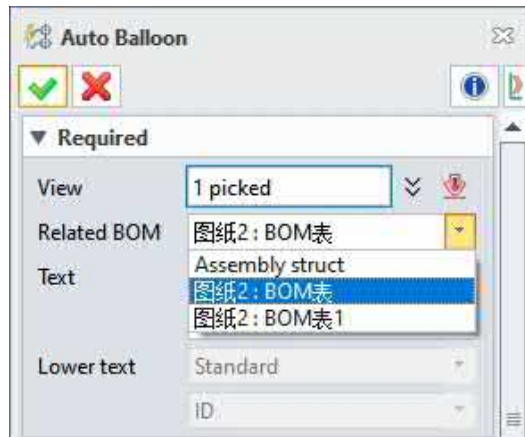 Auto Balloon
Required
View 1 picked
Related BOM 图纸2 : BOM表
Text Assembly struct
图纸2 : BOM表
图纸2 : BOM表1
Lower text Standard
ID